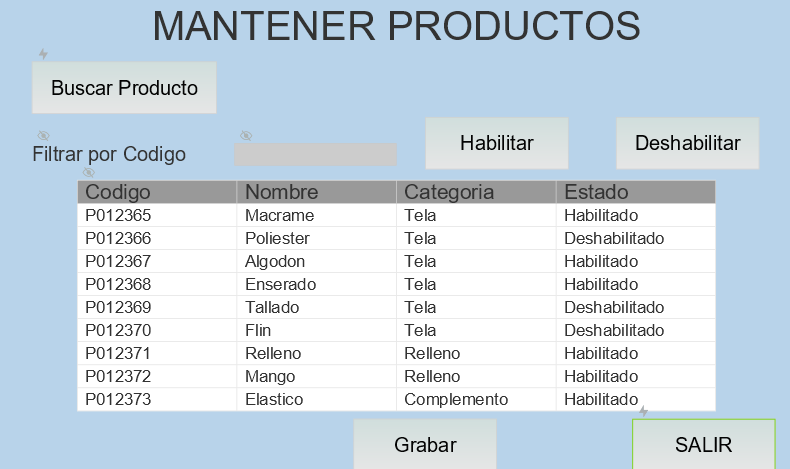 MANTENER PRODUCTOS
Buscar Producto
Filtrar por Codigo
Habilitar
Deshabilitar
Codigo Nombre Categoria Estado
P012365 Macrame Tela Habilitado
P012366 Poliester Tela Deshabilitado
P012367 Algodon Tela Habilitado
P012368 Enserado Tela Habilitado
P012369 Tallado Tela Deshabilitado
P012370 Flin Tela Deshabilitado
P012371 Relleno Relleno Habilitado
P012372 Mango Relleno Habilitado
P012373 Elastico Complemento Habilitado
Grabar
SALIR